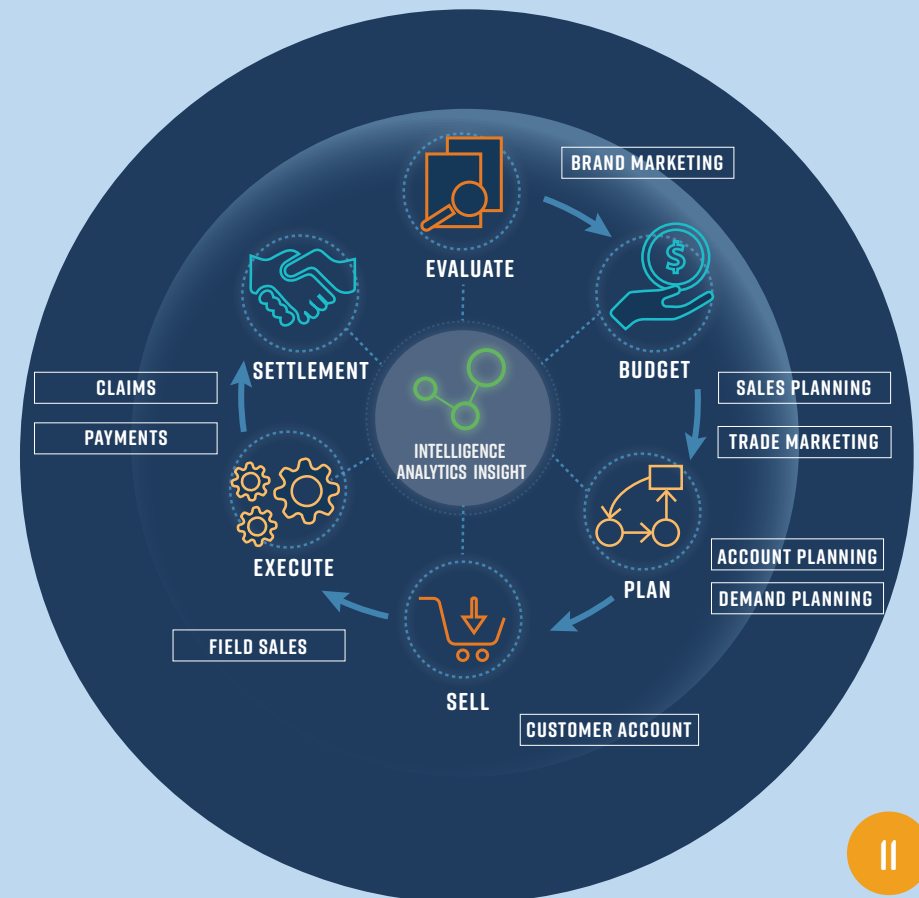 BRAND MARKETING
EVALUATE
$
BUDGET
SETTLEMENT
CLAIMS
PAYMENTS
SALES PLANNING
TRADE MARKETING
INTELLIGENCE
ANALYTICS INSIGHT
EXECUTE
PLAN
ACCOUNT PLANNING
DEMAND PLANNING
FIELD SALES
SELL
CUSTOMER ACCOUNT
11